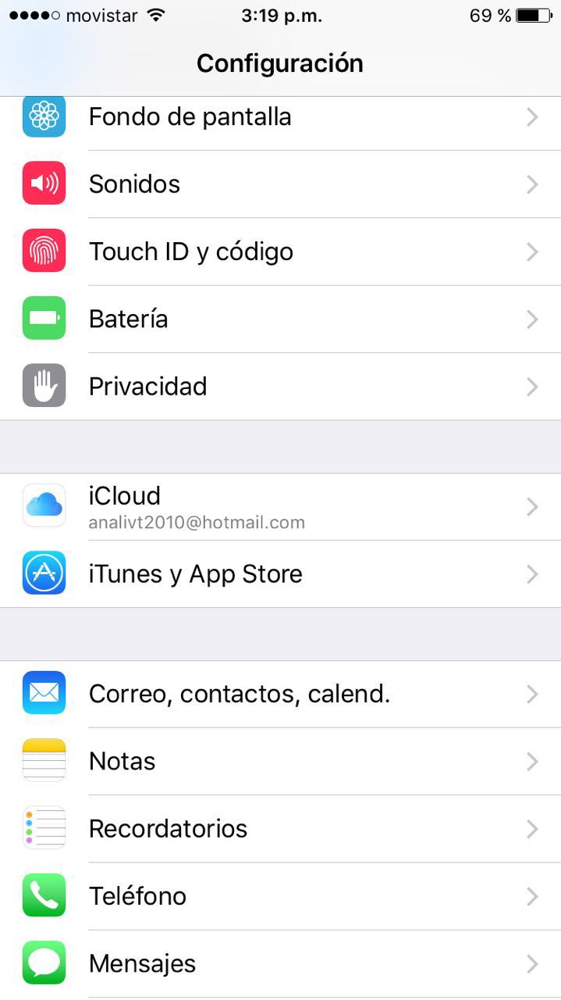 movistar 3:19 p.m. 69 %
Configuración
Fondo de pantalla
Sonidos
Touch ID y código
Batería
Privacidad
iCloud
analivt2010@hotmail.com
iTunes y App Store
Correo, contactos, calend.
Notas
Recordatorios
Teléfono
Mensajes